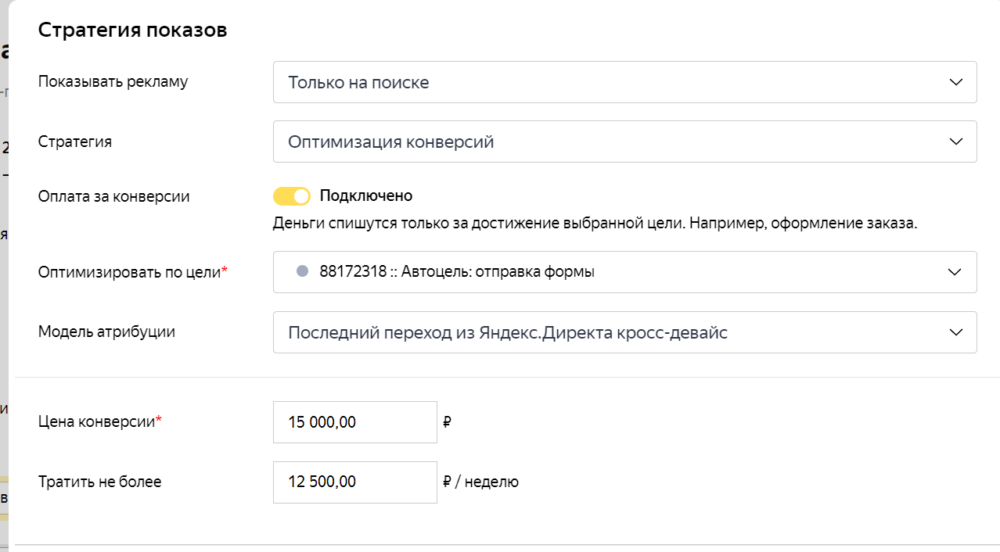 Стратегия показов
Показывать рекламу
Только на поиске
Стратегия
Оптимизация конверсий
Оплата за конверсии
Подключено
Деньги спишутся только за достижение выбранной цели. Например, оформление заказа.
Оптимизировать по цели*
88172318 :: Автоцель: отправка формы
Модель атрибуции
Последний переход из Яндекс.Директа кросс-девайс
Цена конверсии*
15 000,00 ₽
Тратить не более
12 500,00 ₽ / неделю